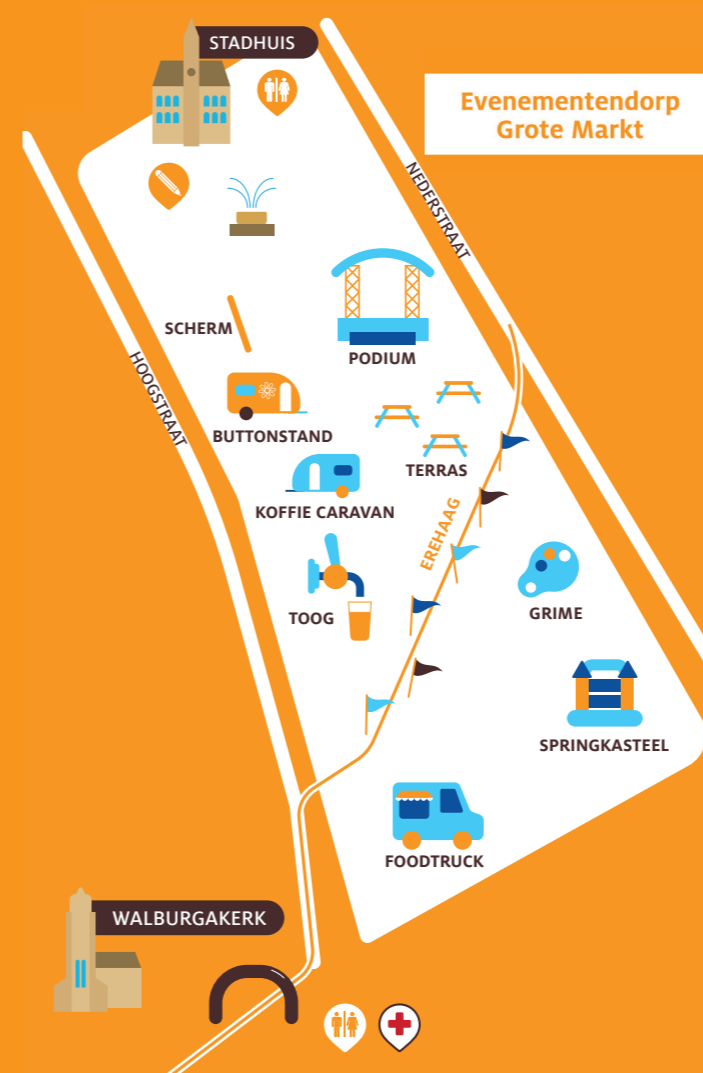 STADHUIS
Evenementendorp
Grote Markt
NEDERSTRAAT
SCHERM
PODIUM
HOOGSTRAAT
BUTTONSTAND
TERRAS
KOFFIE CARAVAN
EREHAAG
TOOG
GRIME
SPRINGKASTEEL
FOODTRUCK
WALBURGAKERK